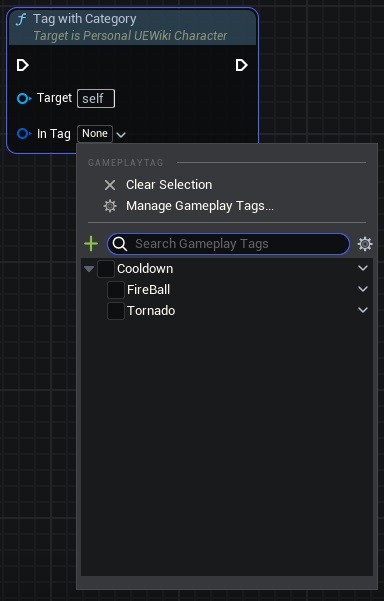 f Tag with Category
Target is Personal UEWiki Character
Target self
In Tag None
GAMEPLAYTAG
Clear Selection
Manage Gameplay Tags...
Search Gameplay Tags
Cooldown
FireBall
Tornado